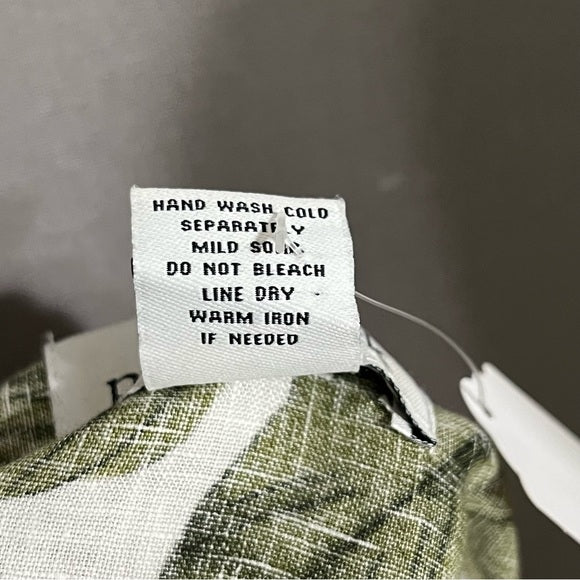 HAND WASH COLD
SEPARATELY
MILD SOAP.
DO NOT BLEACH
LINE DRY
WARM IRON
IF NEEDED